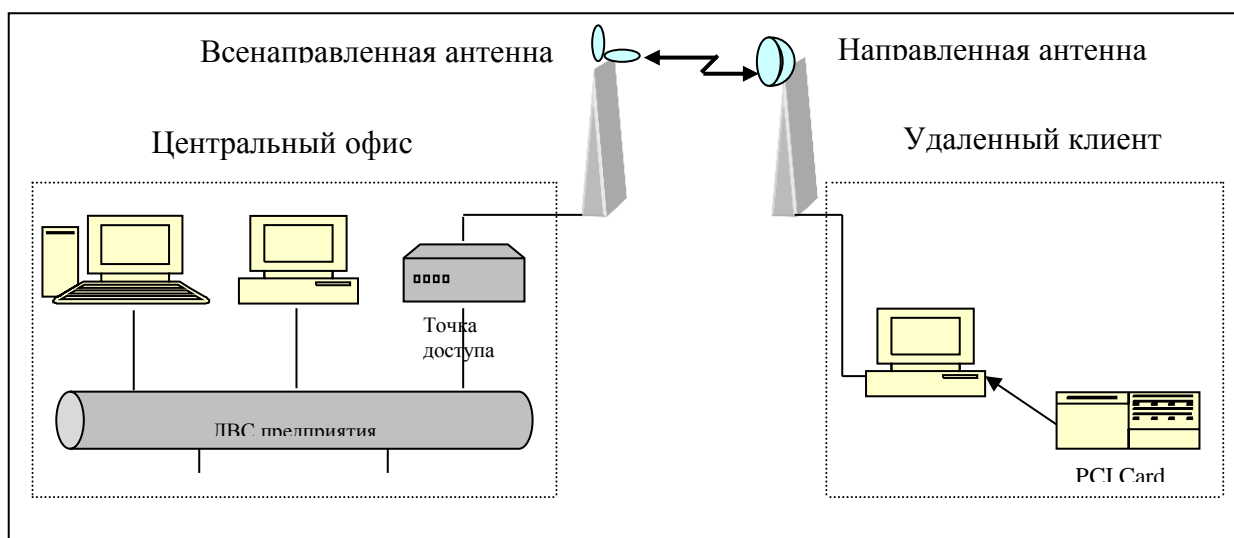 Всенаправленная антенна
Направленная антенна
Центральный офис
Удаленный клиент
Точка
доступа
ЛВС предприятия
PCI Card